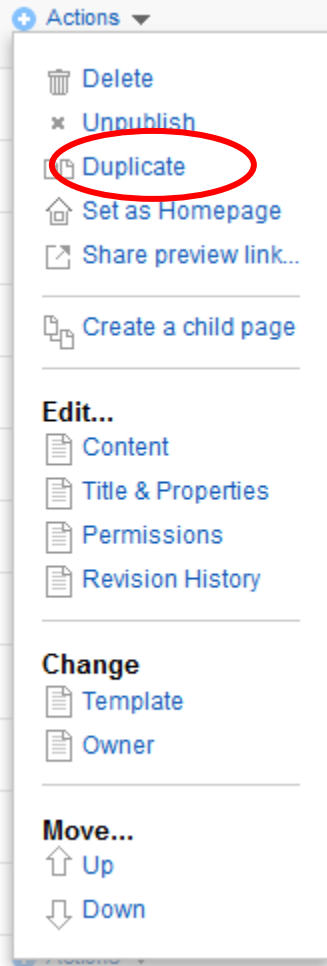 Actions
Delete
Unpublish
Duplicate
Set as Homepage
Share preview link...
Create a child page
Edit...
Content
Title & Properties
Permissions
Revision History
Change
Template
Owner
Move...
Up
Down